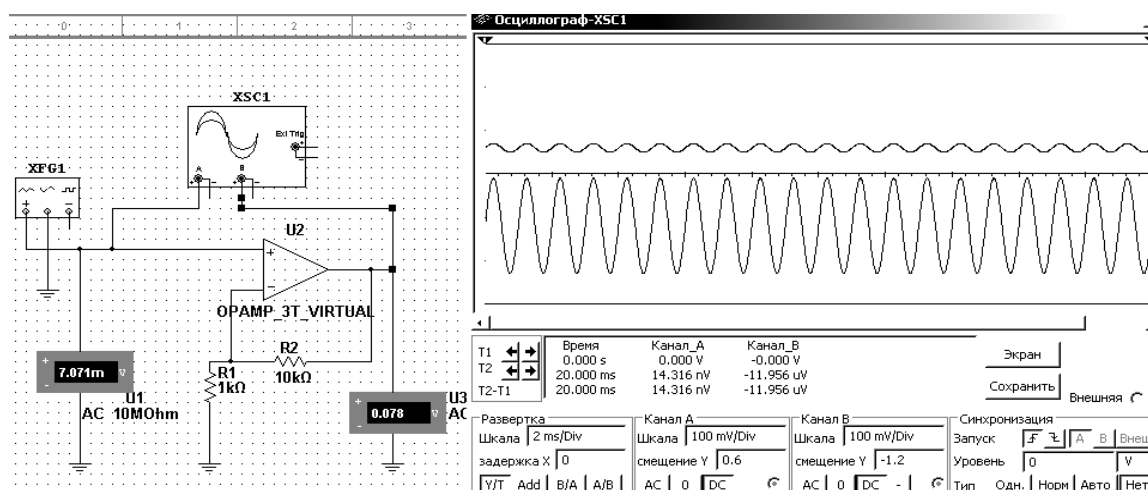 0 1 2 3
XSC1
Ext Trig
A B
XFG1
U2
OPAMP_3T_VIRTUAL
R2
10kΩ
R1
1kΩ
7.071m V
U1
AC 10MOhm
0.078 V
U3
AC
Осциллограф-XSC1
Время Канал_A Канал_B
T1 0.000 s 0.000 V -0.000 V
T2 20.000 ms 14.316 nV -11.956 uV
T2-T1 20.000 ms 14.316 nV -11.956 uV
Экран
Сохранить
Внешняя
Развертка
Шкала 2 ms/Div
задержка X 0
Y/T Add B/A A/B
Канал A
Шкала 100 mV/Div
смещение Y 0.6
AC 0 DC
Канал B
Шкала 100 mV/Div
смещение Y -1.2
AC 0 DC -
Синхронизация
Запуск A B Внеш
Уровень 0 V
Тип Одн. Норм Авто Нет